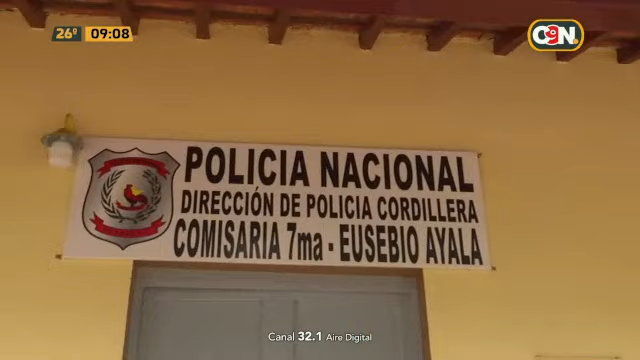 26º 09:08
C9N
POLICIA NACIONAL
DIRECCIÓN DE POLICIA CORDILLERA
COMISARIA 7ma - EUSEBIO AYALA
Canal 32.1 Aire Digital